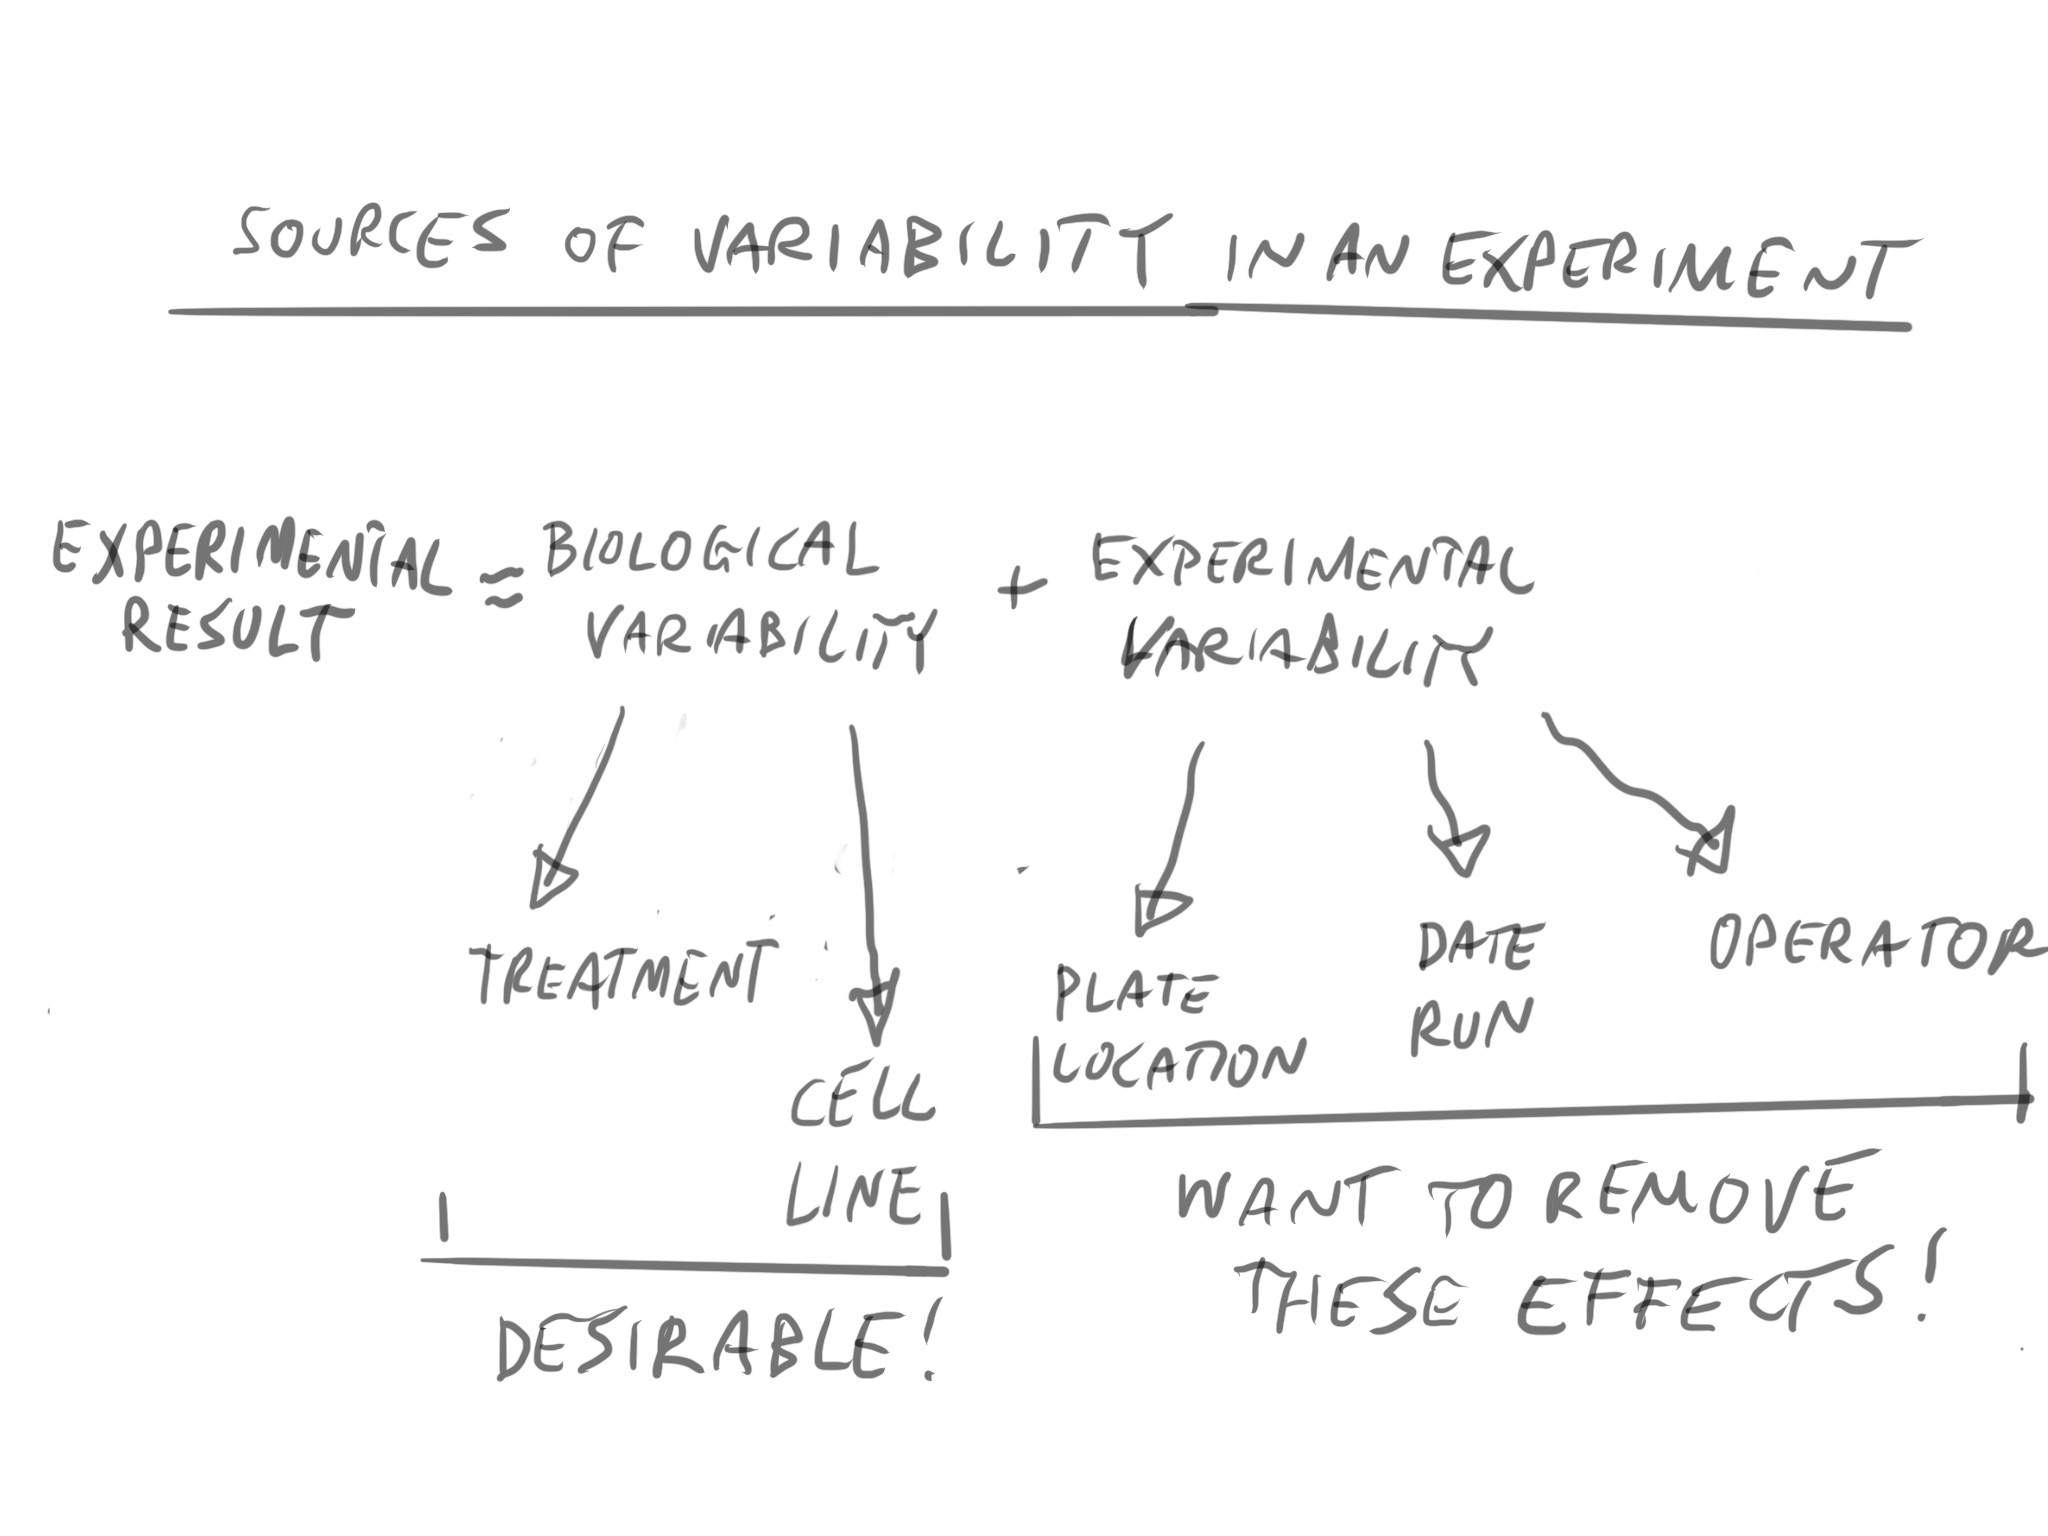 SOURCES OF VARIABILITY IN AN EXPERIMENT
EXPERIMENTAL
RESULT
≈
BIOLOGICAL
VARIABILITY
+
EXPERIMENTAL
VARIABILITY
TREATMENT
CELL
LINE
PLATE
LOCATION
DATE
RUN
OPERATOR
DESIRABLE!
WANT TO REMOVE
THESE EFFECTS!